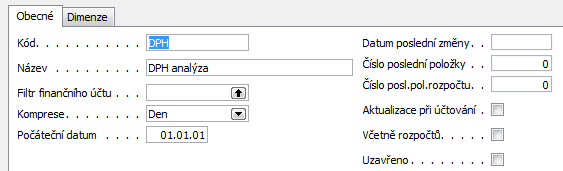 Obecné Dimenze
Kód. . . . . . . . . . . DPH
Název . . . . . . . . . DPH analýza
Filtr finančního účtu . . .
Komprese. . . . . . . . Den
Počáteční datum . . . . 01.01.01
Datum poslední změny. .
Číslo poslední položky . . 0
Číslo posl.pol.rozpočtu. . 0
Aktualizace při účtování .
Včetně rozpočtů. . . . .
Uzavřeno . . . . . . . .